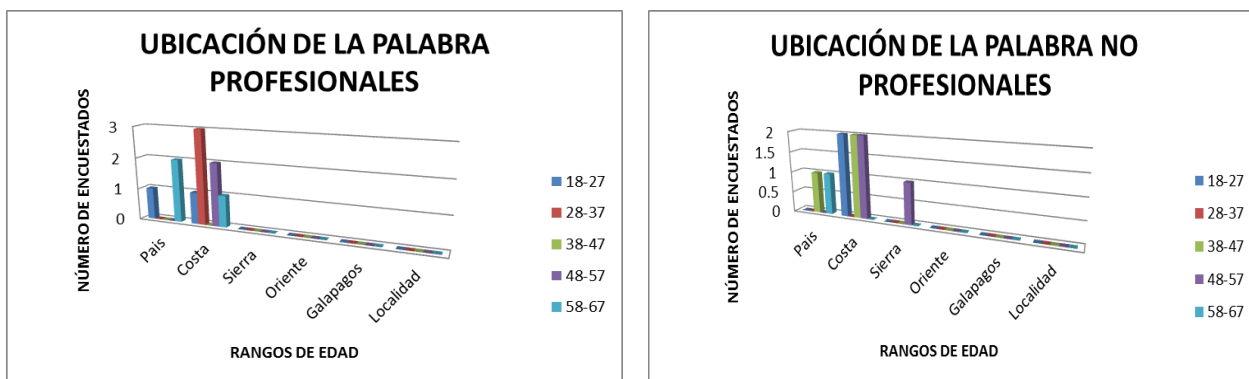 UBICACIÓN DE LA PALABRA
PROFESIONALES
NÚMERO DE ENCUESTADOS
3
2
1
0
Pais
Costa
Sierra
Oriente
Galapagos
Localidad
RANGOS DE EDAD
18-27
28-37
38-47
48-57
58-67
UBICACIÓN DE LA PALABRA NO
PROFESIONALES
NÚMERO DE ENCUESTADOS
2
1.5
1
0.5
0
País
Costa
Sierra
Oriente
Galapagos
Localidad
RANGOS DE EDAD
18-27
28-37
38-47
48-57
58-67